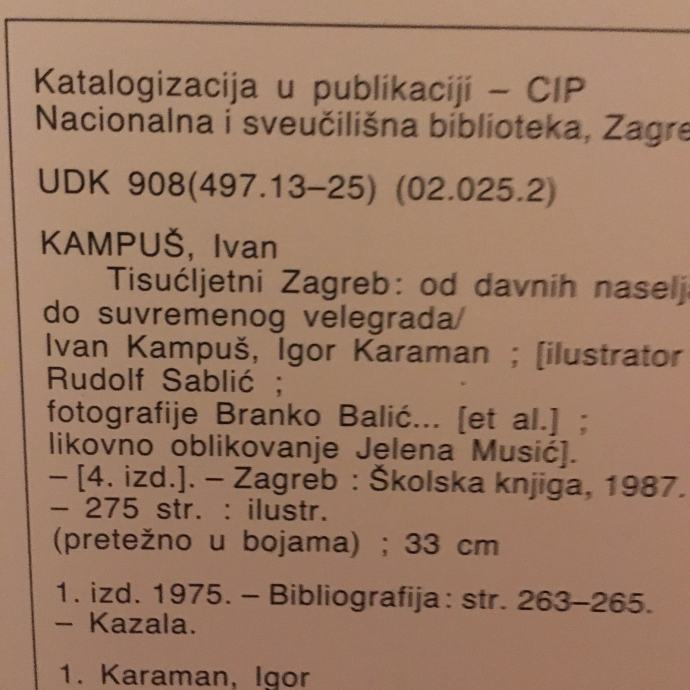 Katalogizacija u publikaciji – CIP
Nacionalna i sveučilišna biblioteka, Zagre
UDK 908(497.13–25) (02.025.2)
KAMPUŠ, Ivan
Tisućljetni Zagreb: od davnih naselj
do suvremenog velegrada/
Ivan Kampuš, Igor Karaman ; [ilustrator
Rudolf Sablić ;
fotografije Branko Balić... [et al.] ;
likovno oblikovanje Jelena Musić].
– [4. izd.]. – Zagreb : Školska knjiga, 1987.
– 275 str. : ilustr.
(pretežno u bojama) ; 33 cm
1. izd. 1975. – Bibliografija: str. 263–265.
– Kazala.
1. Karaman, Igor